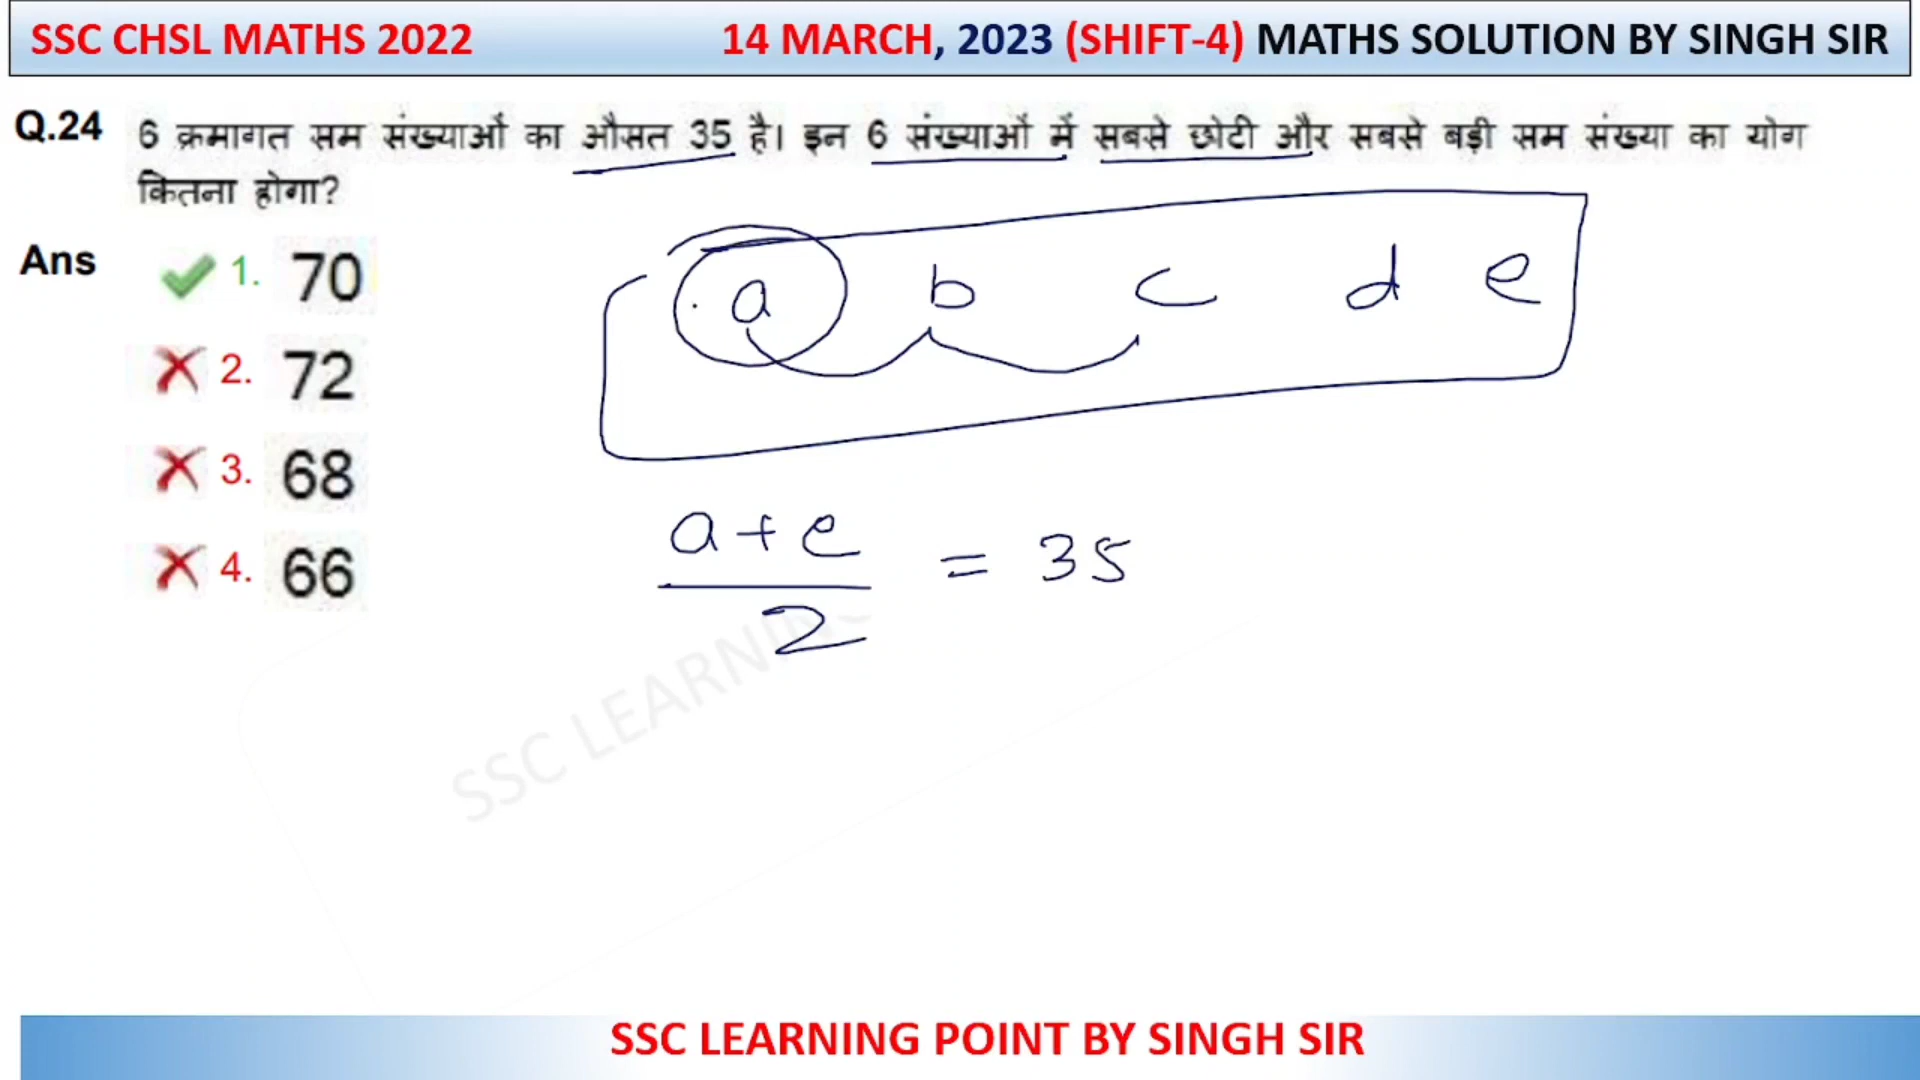 SSC CHSL MATHS 2022 14 MARCH, 2023 (SHIFT-4) MATHS SOLUTION BY SINGH SIR
Q.24 6 क्रमागत सम संख्याओं का औसत 35 है। इन 6 संख्याओं में सबसे छोटी और सबसे बड़ी सम संख्या का योग
कितना होगा?
Ans 1. 70
2. 72
3. 68
4. 66
a b c d e
a+e
= 35
2
SSC LEARNING
SSC LEARNING POINT BY SINGH SIR